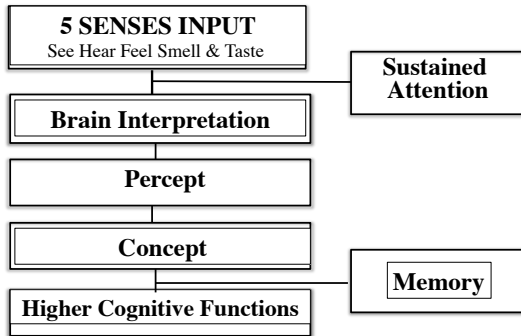 5 SENSES INPUT
See Hear Feel Smell & Taste
Sustained
Attention
Brain Interpretation
Percept
Concept
Memory
Higher Cognitive Functions